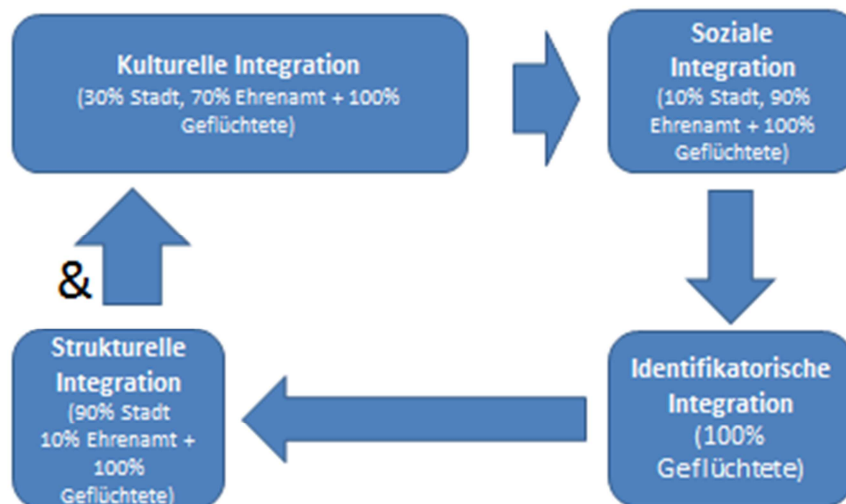 Kulturelle Integration
(30% Stadt, 70% Ehrenamt + 100%
Geflüchtete)
Soziale
Integration
(10% Stadt, 90%
Ehrenamt + 100%
Geflüchtete)
&
Strukturelle
Integration
(90% Stadt
10% Ehrenamt +
100%
Geflüchtete)
Identifikatorische
Integration
(100%
Geflüchtete)